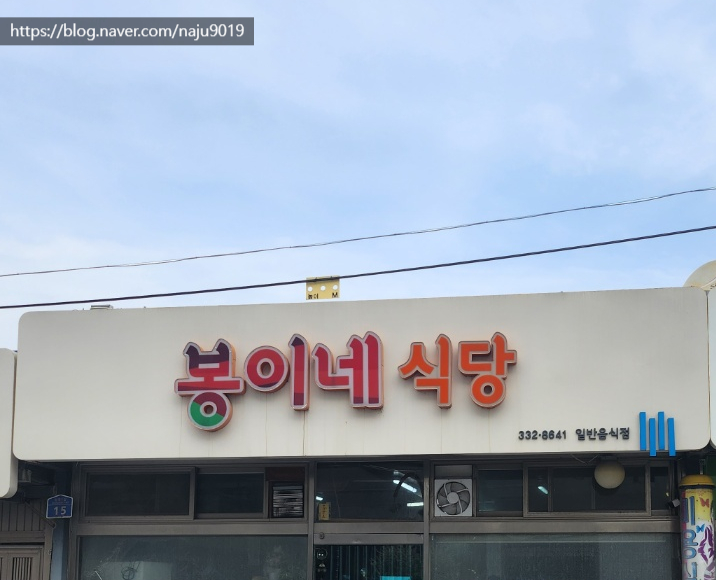 https://blog.naver.com/naju9019
봉이네 식당
332-8641 일반음식점
15